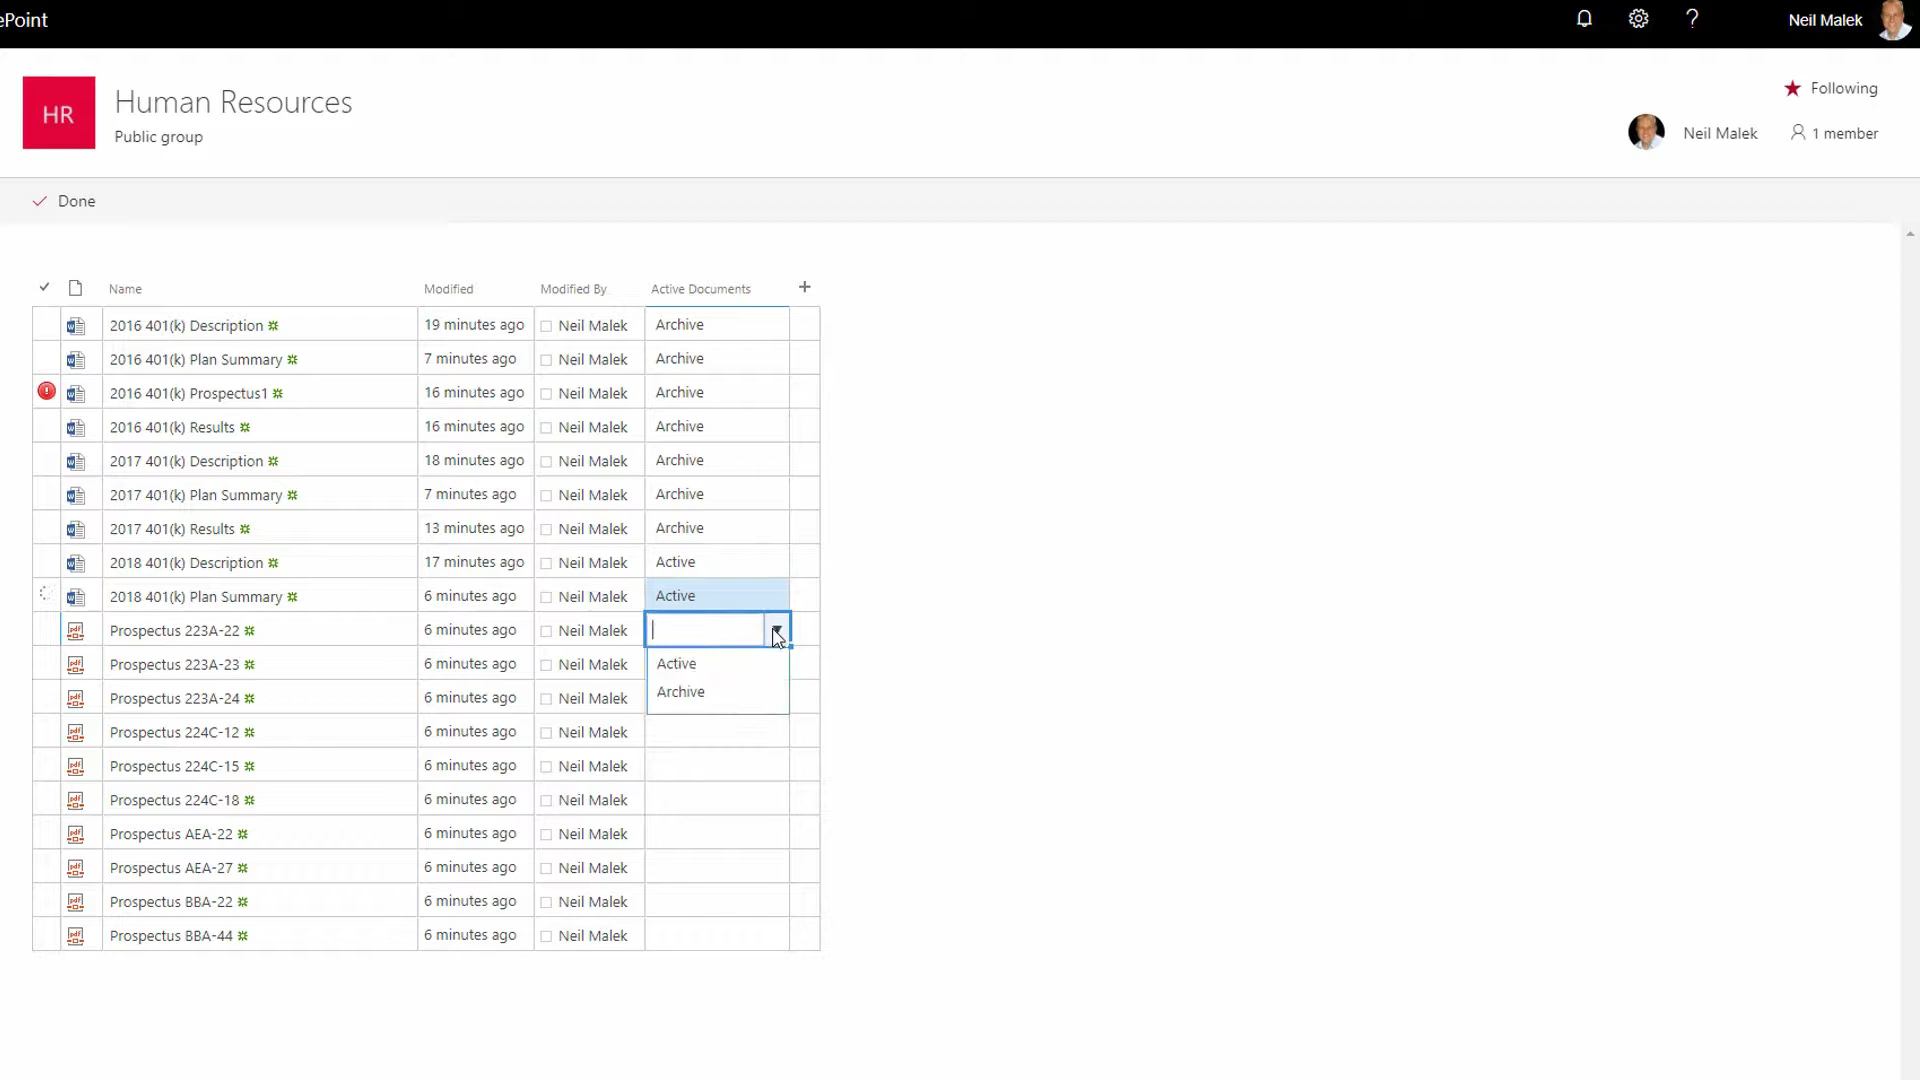 ePoint
Neil Malek
HR
Human Resources
Public group
Following
Neil Malek
1 member
Done
Name Modified Modified By Active Documents
2016 401(k) Description 19 minutes ago Neil Malek Archive
2016 401(k) Plan Summary 7 minutes ago Neil Malek Archive
2016 401(k) Prospectus1 16 minutes ago Neil Malek Archive
2016 401(k) Results 16 minutes ago Neil Malek Archive
2017 401(k) Description 18 minutes ago Neil Malek Archive
2017 401(k) Plan Summary 7 minutes ago Neil Malek Archive
2017 401(k) Results 13 minutes ago Neil Malek Archive
2018 401(k) Description 17 minutes ago Neil Malek Active
2018 401(k) Plan Summary 6 minutes ago Neil Malek Active
Prospectus 223A-22 6 minutes ago Neil Malek
Prospectus 223A-23 6 minutes ago Neil Malek Active
Prospectus 223A-24 6 minutes ago Neil Malek Archive
Prospectus 224C-12 6 minutes ago Neil Malek
Prospectus 224C-15 6 minutes ago Neil Malek
Prospectus 224C-18 6 minutes ago Neil Malek
Prospectus AEA-22 6 minutes ago Neil Malek
Prospectus AEA-27 6 minutes ago Neil Malek
Prospectus BBA-22 6 minutes ago Neil Malek
Prospectus BBA-44 6 minutes ago Neil Malek